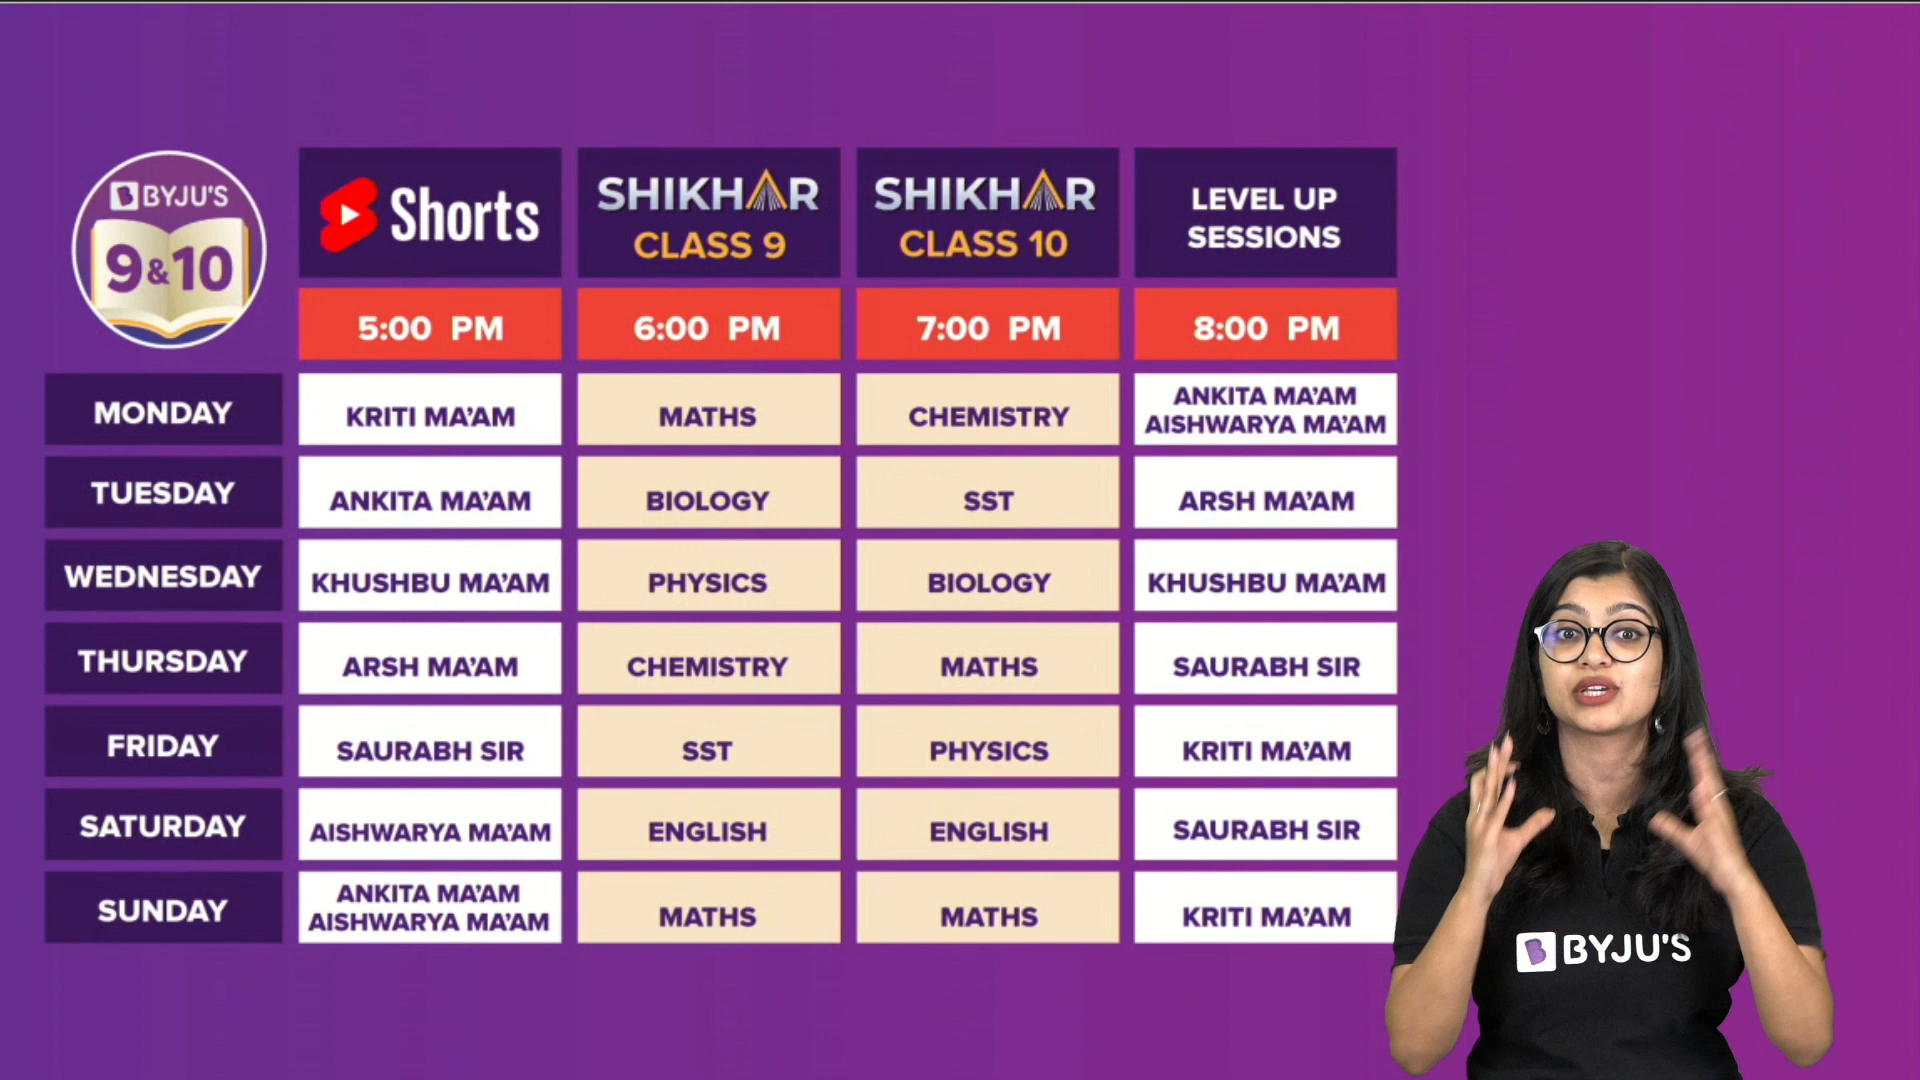 BYJU'S
9&10
Shorts
SHIKHAR
CLASS 9
SHIKHAR
CLASS 10
LEVEL UP
SESSIONS
5:00 PM
6:00 PM
7:00 PM
8:00 PM
MONDAY
KRITI MA'AM
MATHS
CHEMISTRY
ANKITA MA'AM
AISHWARYA MA'AM
TUESDAY
ANKITA MA'AM
BIOLOGY
SST
ARSH MA'AM
WEDNESDAY
KHUSHBU MA'AM
PHYSICS
BIOLOGY
KHUSHBU MA'AM
THURSDAY
ARSH MA'AM
CHEMISTRY
MATHS
SAURABH SIR
FRIDAY
SAURABH SIR
SST
PHYSICS
KRITI MA'AM
SATURDAY
AISHWARYA MA'AM
ENGLISH
ENGLISH
SAURABH SIR
SUNDAY
ANKITA MA'AM
AISHWARYA MA'AM
MATHS
MATHS
KRITI MA'AM
BYJU'S